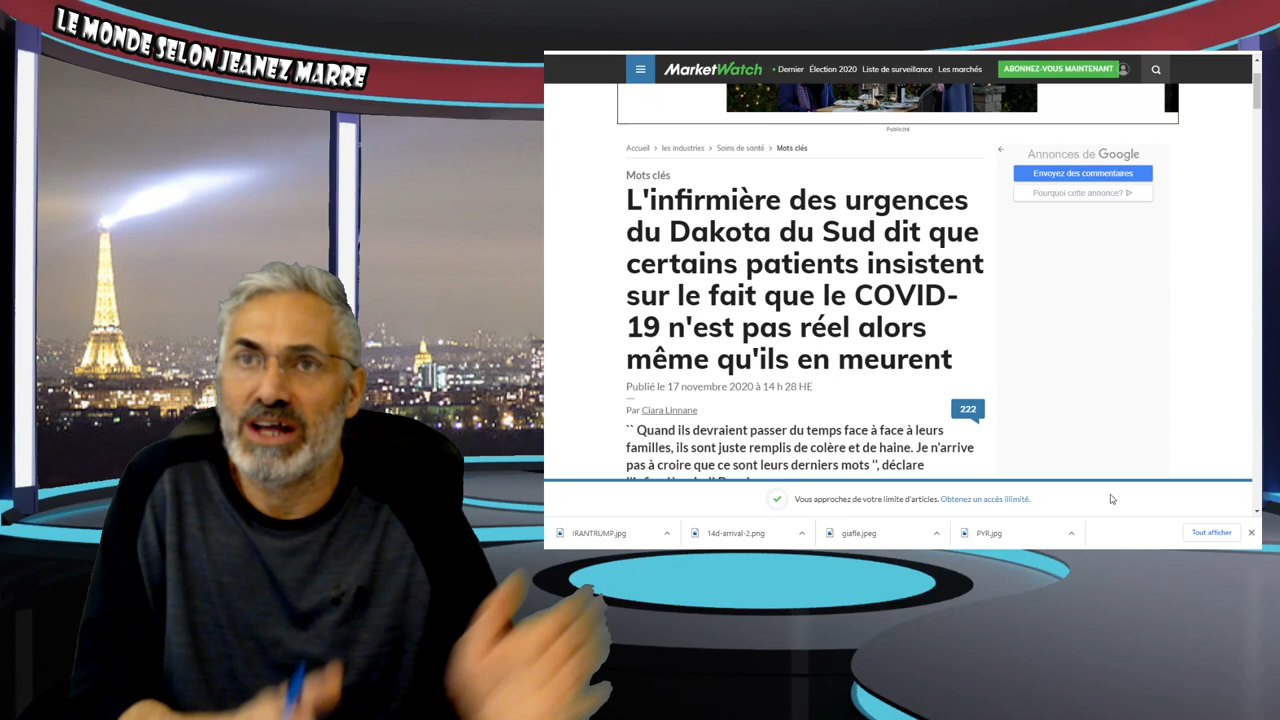 LE MONDE SELON JEANEZ MARRE
MarketWatch
Dernier Élection 2020 Liste de surveillance Les marchés
ABONNEZ-VOUS MAINTENANT
Publicité
Accueil > les industries > Soins de santé > Mots clés
Annonces de Google
Envoyez des commentaires
Pourquoi cette annonce?
Mots clés
L'infirmière des urgences
du Dakota du Sud dit que
certains patients insistent
sur le fait que le COVID-
19 n'est pas réel alors
même qu'ils en meurent
Publié le 17 novembre 2020 à 14 h 28 HE
Par Ciara Linnane
222
`` Quand ils devraient passer du temps face à face à leurs
familles, ils sont juste remplis de colère et de haine. Je n'arrive
pas à croire que ce sont leurs derniers mots '', déclare
Vous approchez de votre limite d'articles. Obtenez un accès illimité.
IRANTRUMP.jpg
14d-arrival-2.png
giafle.jpeg
PYR.jpg
Tout afficher